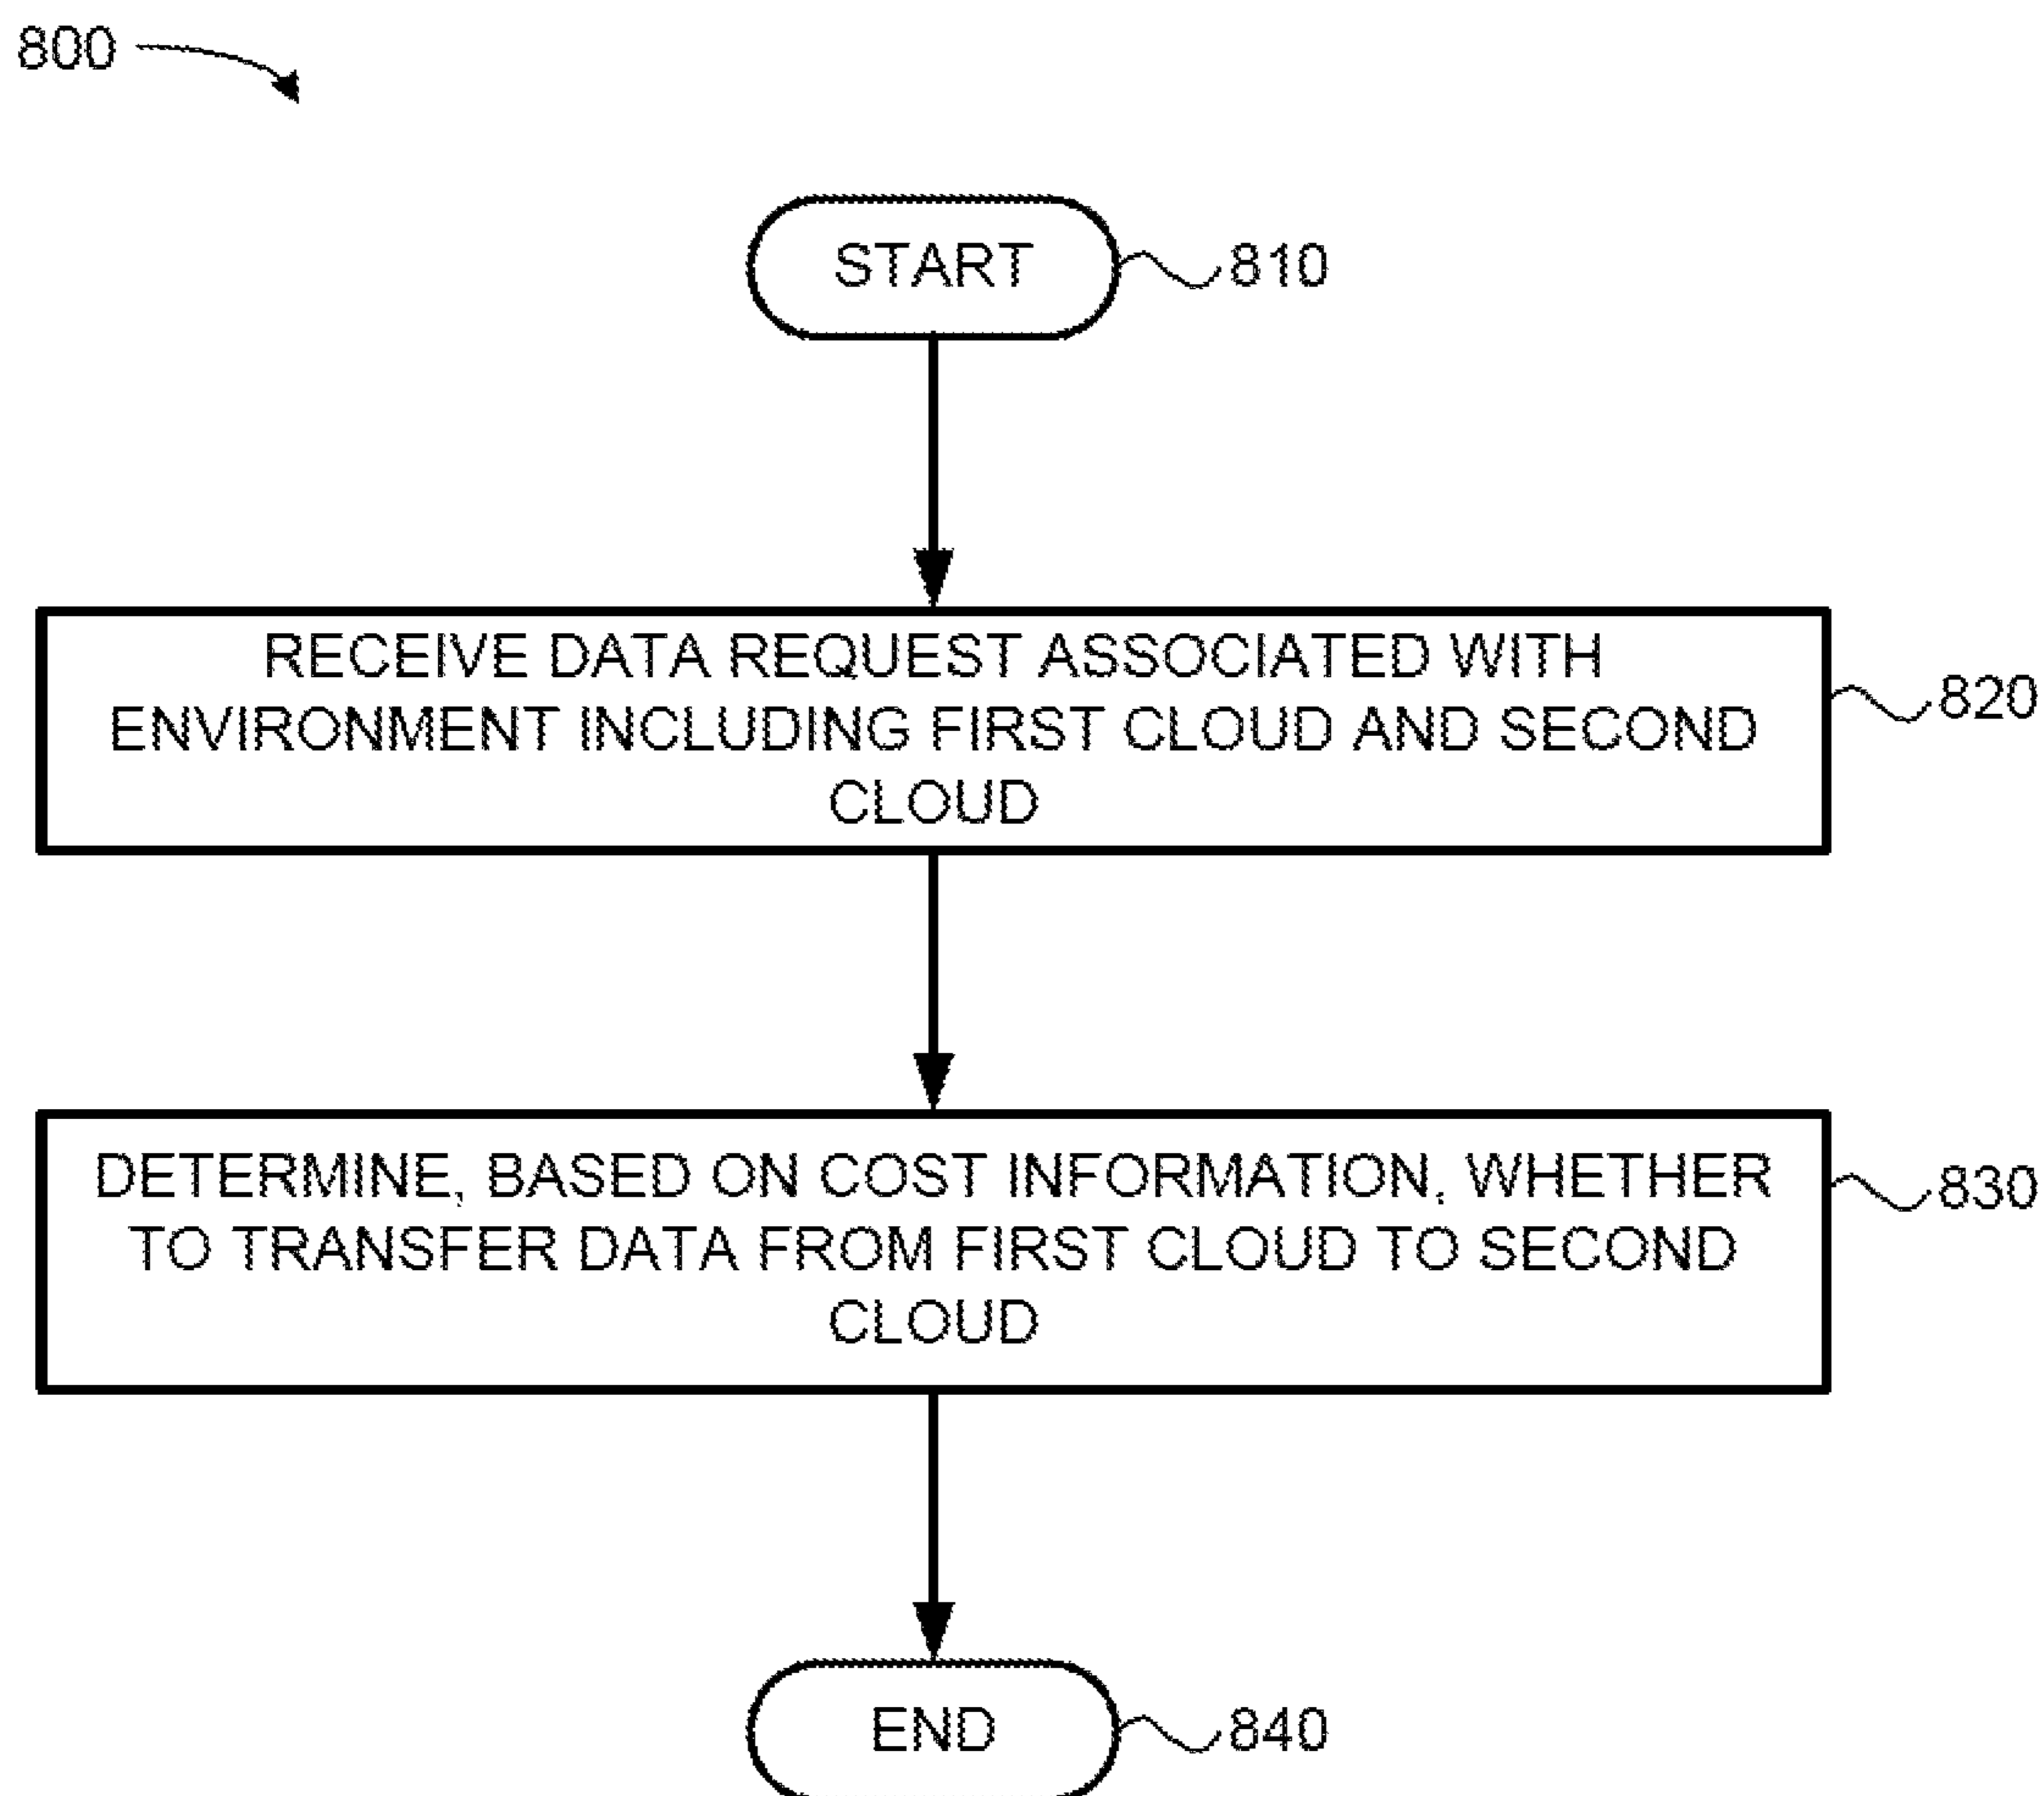 800
START
810
RECEIVE DATA REQUEST ASSOCIATED WITH
ENVIRONMENT INCLUDING FIRST CLOUD AND SECOND
CLOUD
820
DETERMINE, BASED ON COST INFORMATION, WHETHER
TO TRANSFER DATA FROM FIRST CLOUD TO SECOND
CLOUD
830
END
840